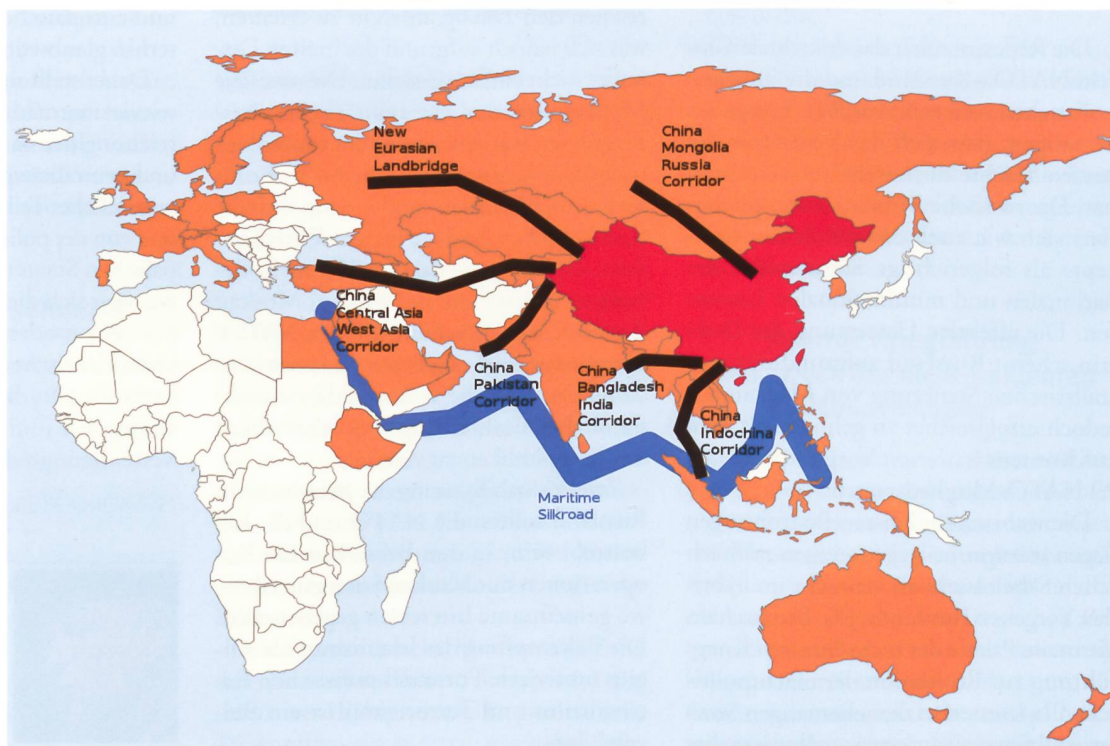 New
Eurasian
Landbridge
China
Mongolia
Russia
Corridor
China
Central Asia
West Asia
Corridor
China
Pakistan
Corridor
China
Bangladesh
India
Corridor
China
Indochina
Corridor
Maritime
Silkroad